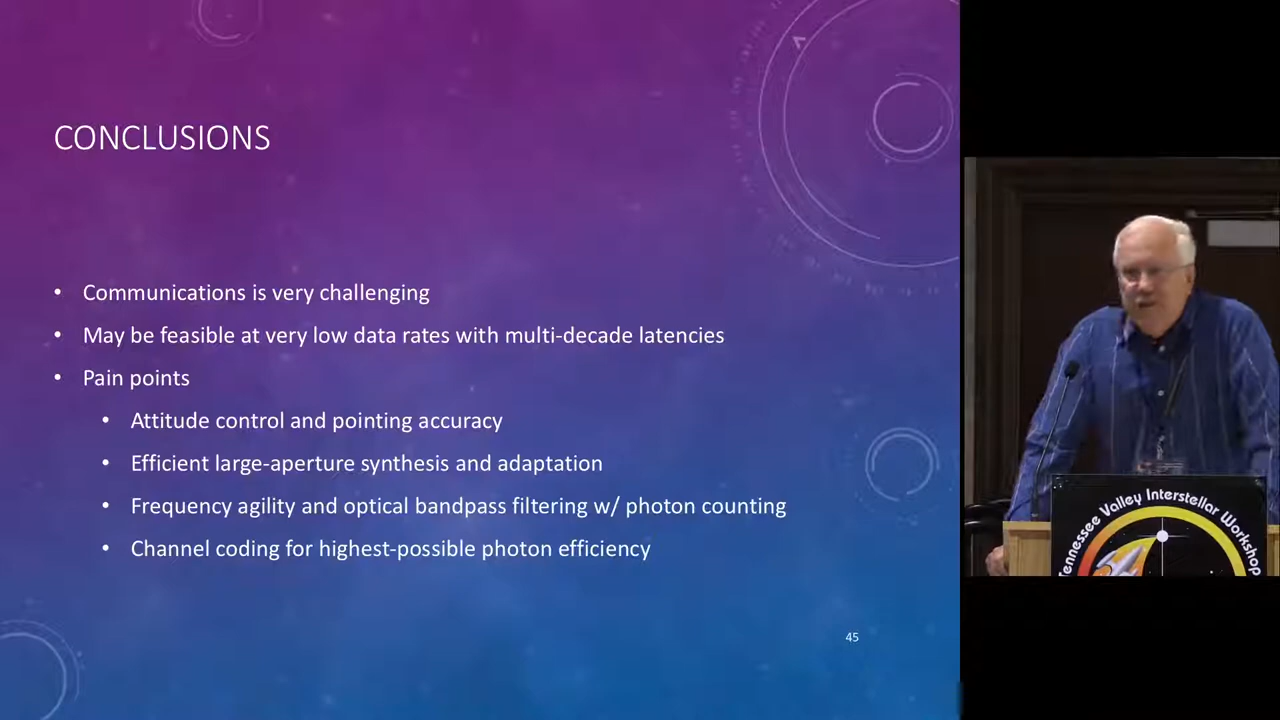 CONCLUSIONS
• Communications is very challenging
• May be feasible at very low data rates with multi-decade latencies
• Pain points
• Attitude control and pointing accuracy
• Efficient large-aperture synthesis and adaptation
• Frequency agility and optical bandpass filtering w/ photon counting
• Channel coding for highest-possible photon efficiency
45
Tennessee Valley Interstellar Workshop